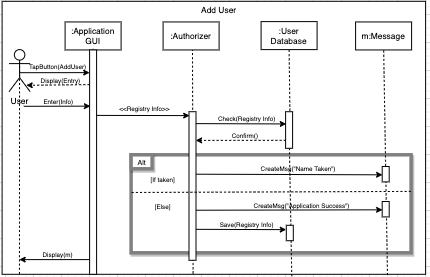 Add User
:Application
GUI
:Authorizer
:User
Database
m:Message
TapButton(AddUser)
Display(Entry)
User
Enter(Info)
<<Registry Info>>
Check(Registry Info)
Confirm()
Alt
[If taken]
CreateMsg("Name Taken")
[Else]
CreateMsg("Application Success")
Save(Registry Info)
Display(m)